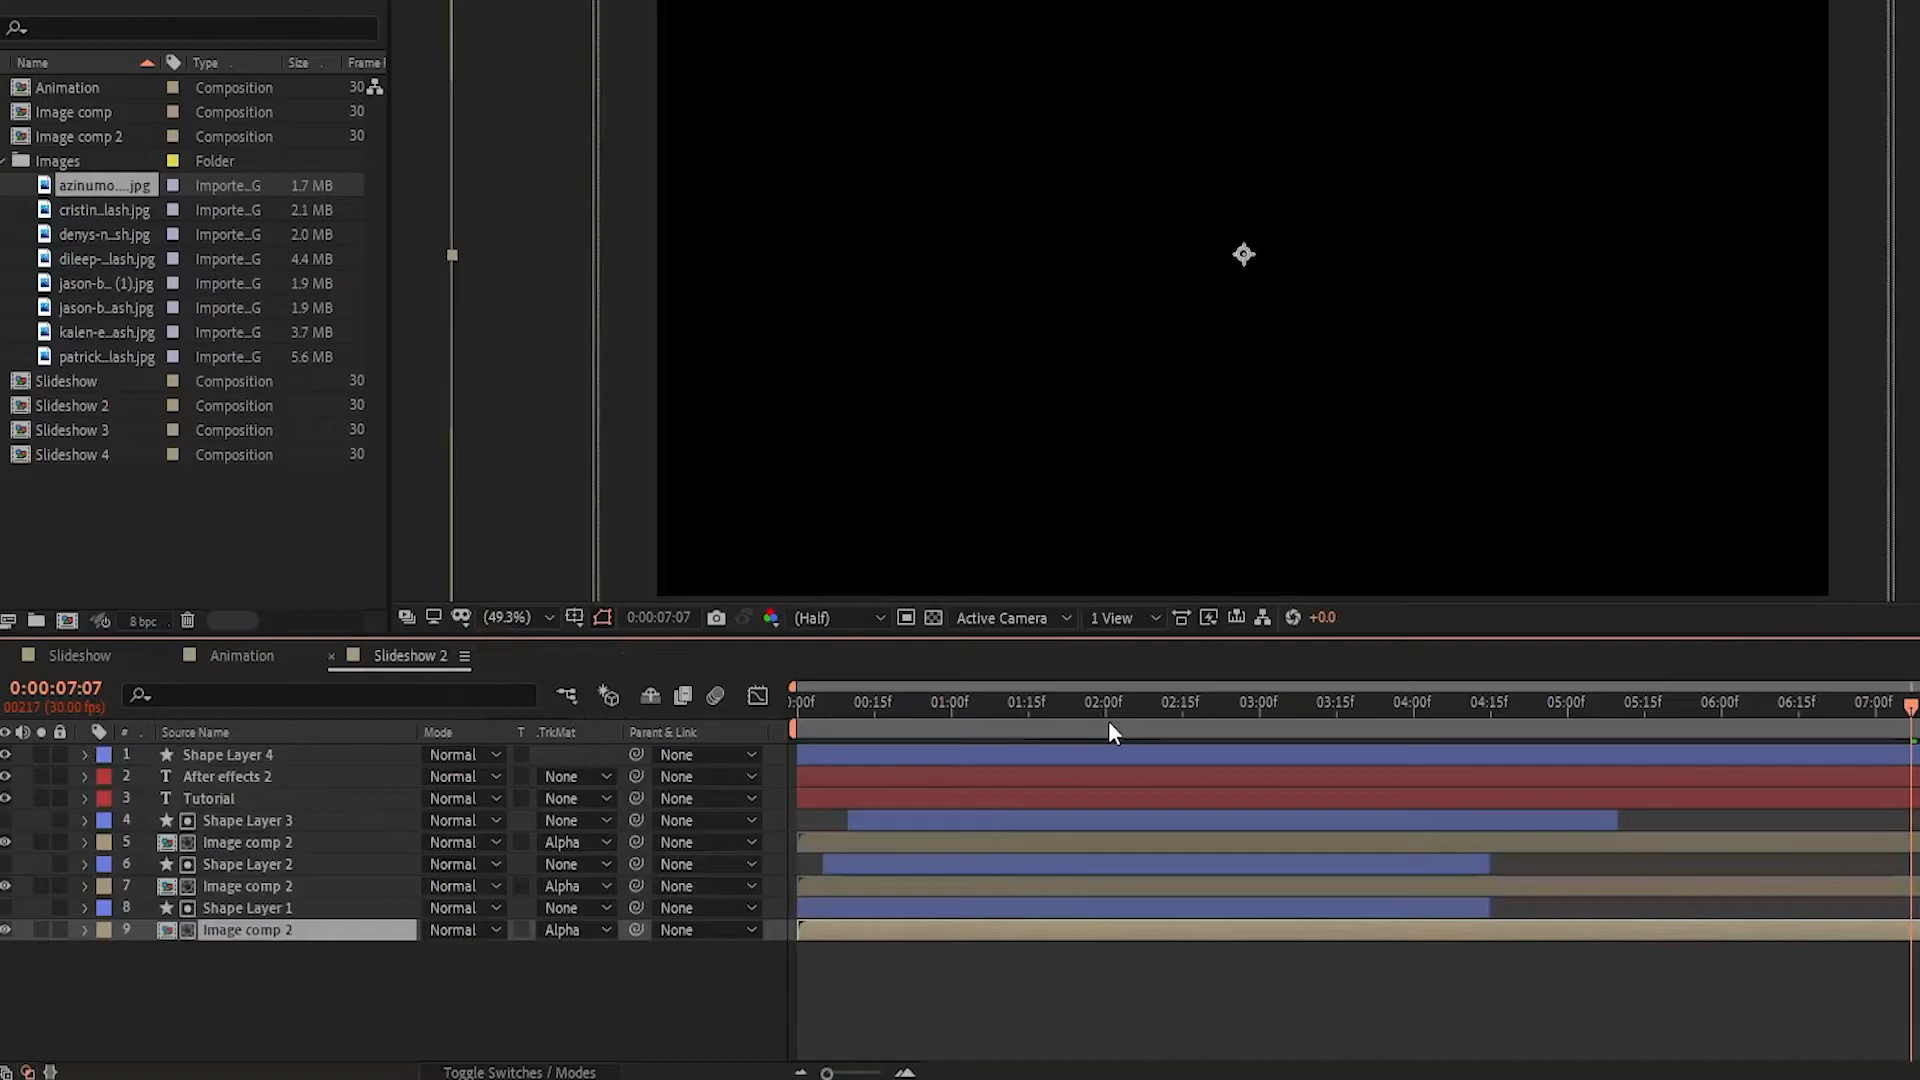 Name Type Size Frame
Animation Composition 30
Image comp Composition 30
Image comp 2 Composition 30
Images Folder
azinumo....jpg Importe_G 1.7 MB
cristin_lash.jpg Importe_G 2.1 MB
denys-n_sh.jpg Importe_G 2.0 MB
dileep-_lash.jpg Importe_G 4.4 MB
jason-b_ (1).jpg Importe_G 1.9 MB
jason-b_ash.jpg Importe_G 1.9 MB
kalen-e_ash.jpg Importe_G 3.7 MB
patrick_lash.jpg Importe_G 5.6 MB
Slideshow Composition 30
Slideshow 2 Composition 30
Slideshow 3 Composition 30
Slideshow 4 Composition 30
8 bpc (49.3%) 0:00:07:07 (Half) Active Camera 1 View +0.0
Slideshow Animation × Slideshow 2
0:00:07:07
00217 (30.00 fps)
):00f 00:15f 01:00f 01:15f 02:00f 02:15f 03:00f 03:15f 04:00f 04:15f 05:00f 05:15f 06:00f 06:15f 07:00f
# Source Name Mode T .TrkMat Parent & Link
1 Shape Layer 4 Normal None
2 T After effects 2 Normal None None
3 T Tutorial Normal None None
4 Shape Layer 3 Normal None None
5 Image comp 2 Normal Alpha None
6 Shape Layer 2 Normal None None
7 Image comp 2 Normal Alpha None
8 Shape Layer 1 Normal None None
9 Image comp 2 Normal Alpha None
Toggle Switches / Modes